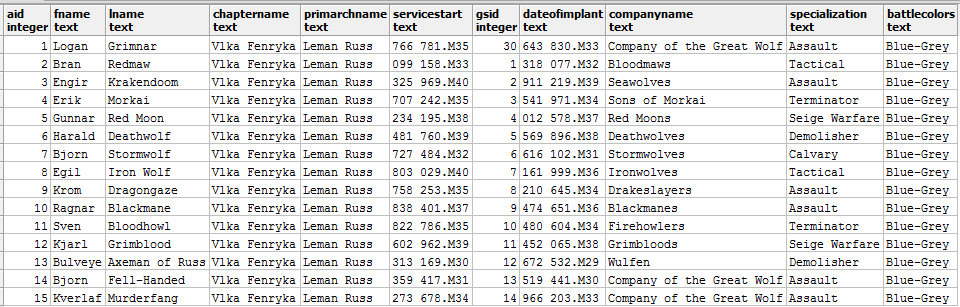 aid fname lname chaptername primarchname servicestart gsid dateofimplant companyname specialization battlecolors
integer text text text text text integer text text text text
1 Logan Grimnar Vlka Fenryka Leman Russ 766 781.M35 30 643 830.M33 Company of the Great Wolf Assault Blue-Grey
2 Bran Redmaw Vlka Fenryka Leman Russ 099 158.M33 1 318 077.M32 Bloodmaws Tactical Blue-Grey
3 Engir Krakendoom Vlka Fenryka Leman Russ 325 969.M40 2 911 219.M39 Seawolves Assault Blue-Grey
4 Erik Morkai Vlka Fenryka Leman Russ 707 242.M35 3 541 971.M34 Sons of Morkai Terminator Blue-Grey
5 Gunnar Red Moon Vlka Fenryka Leman Russ 234 195.M38 4 012 578.M37 Red Moons Seige Warfare Blue-Grey
6 Harald Deathwolf Vlka Fenryka Leman Russ 481 760.M39 5 569 896.M38 Deathwolves Demolisher Blue-Grey
7 Bjorn Stormwolf Vlka Fenryka Leman Russ 727 484.M32 6 616 102.M31 Stormwolves Calvary Blue-Grey
8 Egil Iron Wolf Vlka Fenryka Leman Russ 803 029.M40 7 161 999.M36 Ironwolves Tactical Blue-Grey
9 Krom Dragongaze Vlka Fenryka Leman Russ 758 253.M35 8 210 645.M34 Drakeslayers Assault Blue-Grey
10 Ragnar Blackmane Vlka Fenryka Leman Russ 838 401.M37 9 474 651.M36 Blackmanes Assault Blue-Grey
11 Sven Bloodhowl Vlka Fenryka Leman Russ 822 786.M35 10 480 604.M34 Firehowlers Terminator Blue-Grey
12 Kjarl Grimblood Vlka Fenryka Leman Russ 602 962.M39 11 452 065.M38 Grimbloods Seige Warfare Blue-Grey
13 Bulveye Axeman of Russ Vlka Fenryka Leman Russ 313 169.M30 12 672 532.M29 Wulfen Demolisher Blue-Grey
14 Bjorn Fell-Handed Vlka Fenryka Leman Russ 359 417.M31 13 519 441.M30 Company of the Great Wolf Assault Blue-Grey
15 Kverlaf Murderfang Vlka Fenryka Leman Russ 273 678.M34 14 966 203.M33 Company of the Great Wolf Assault Blue-Grey